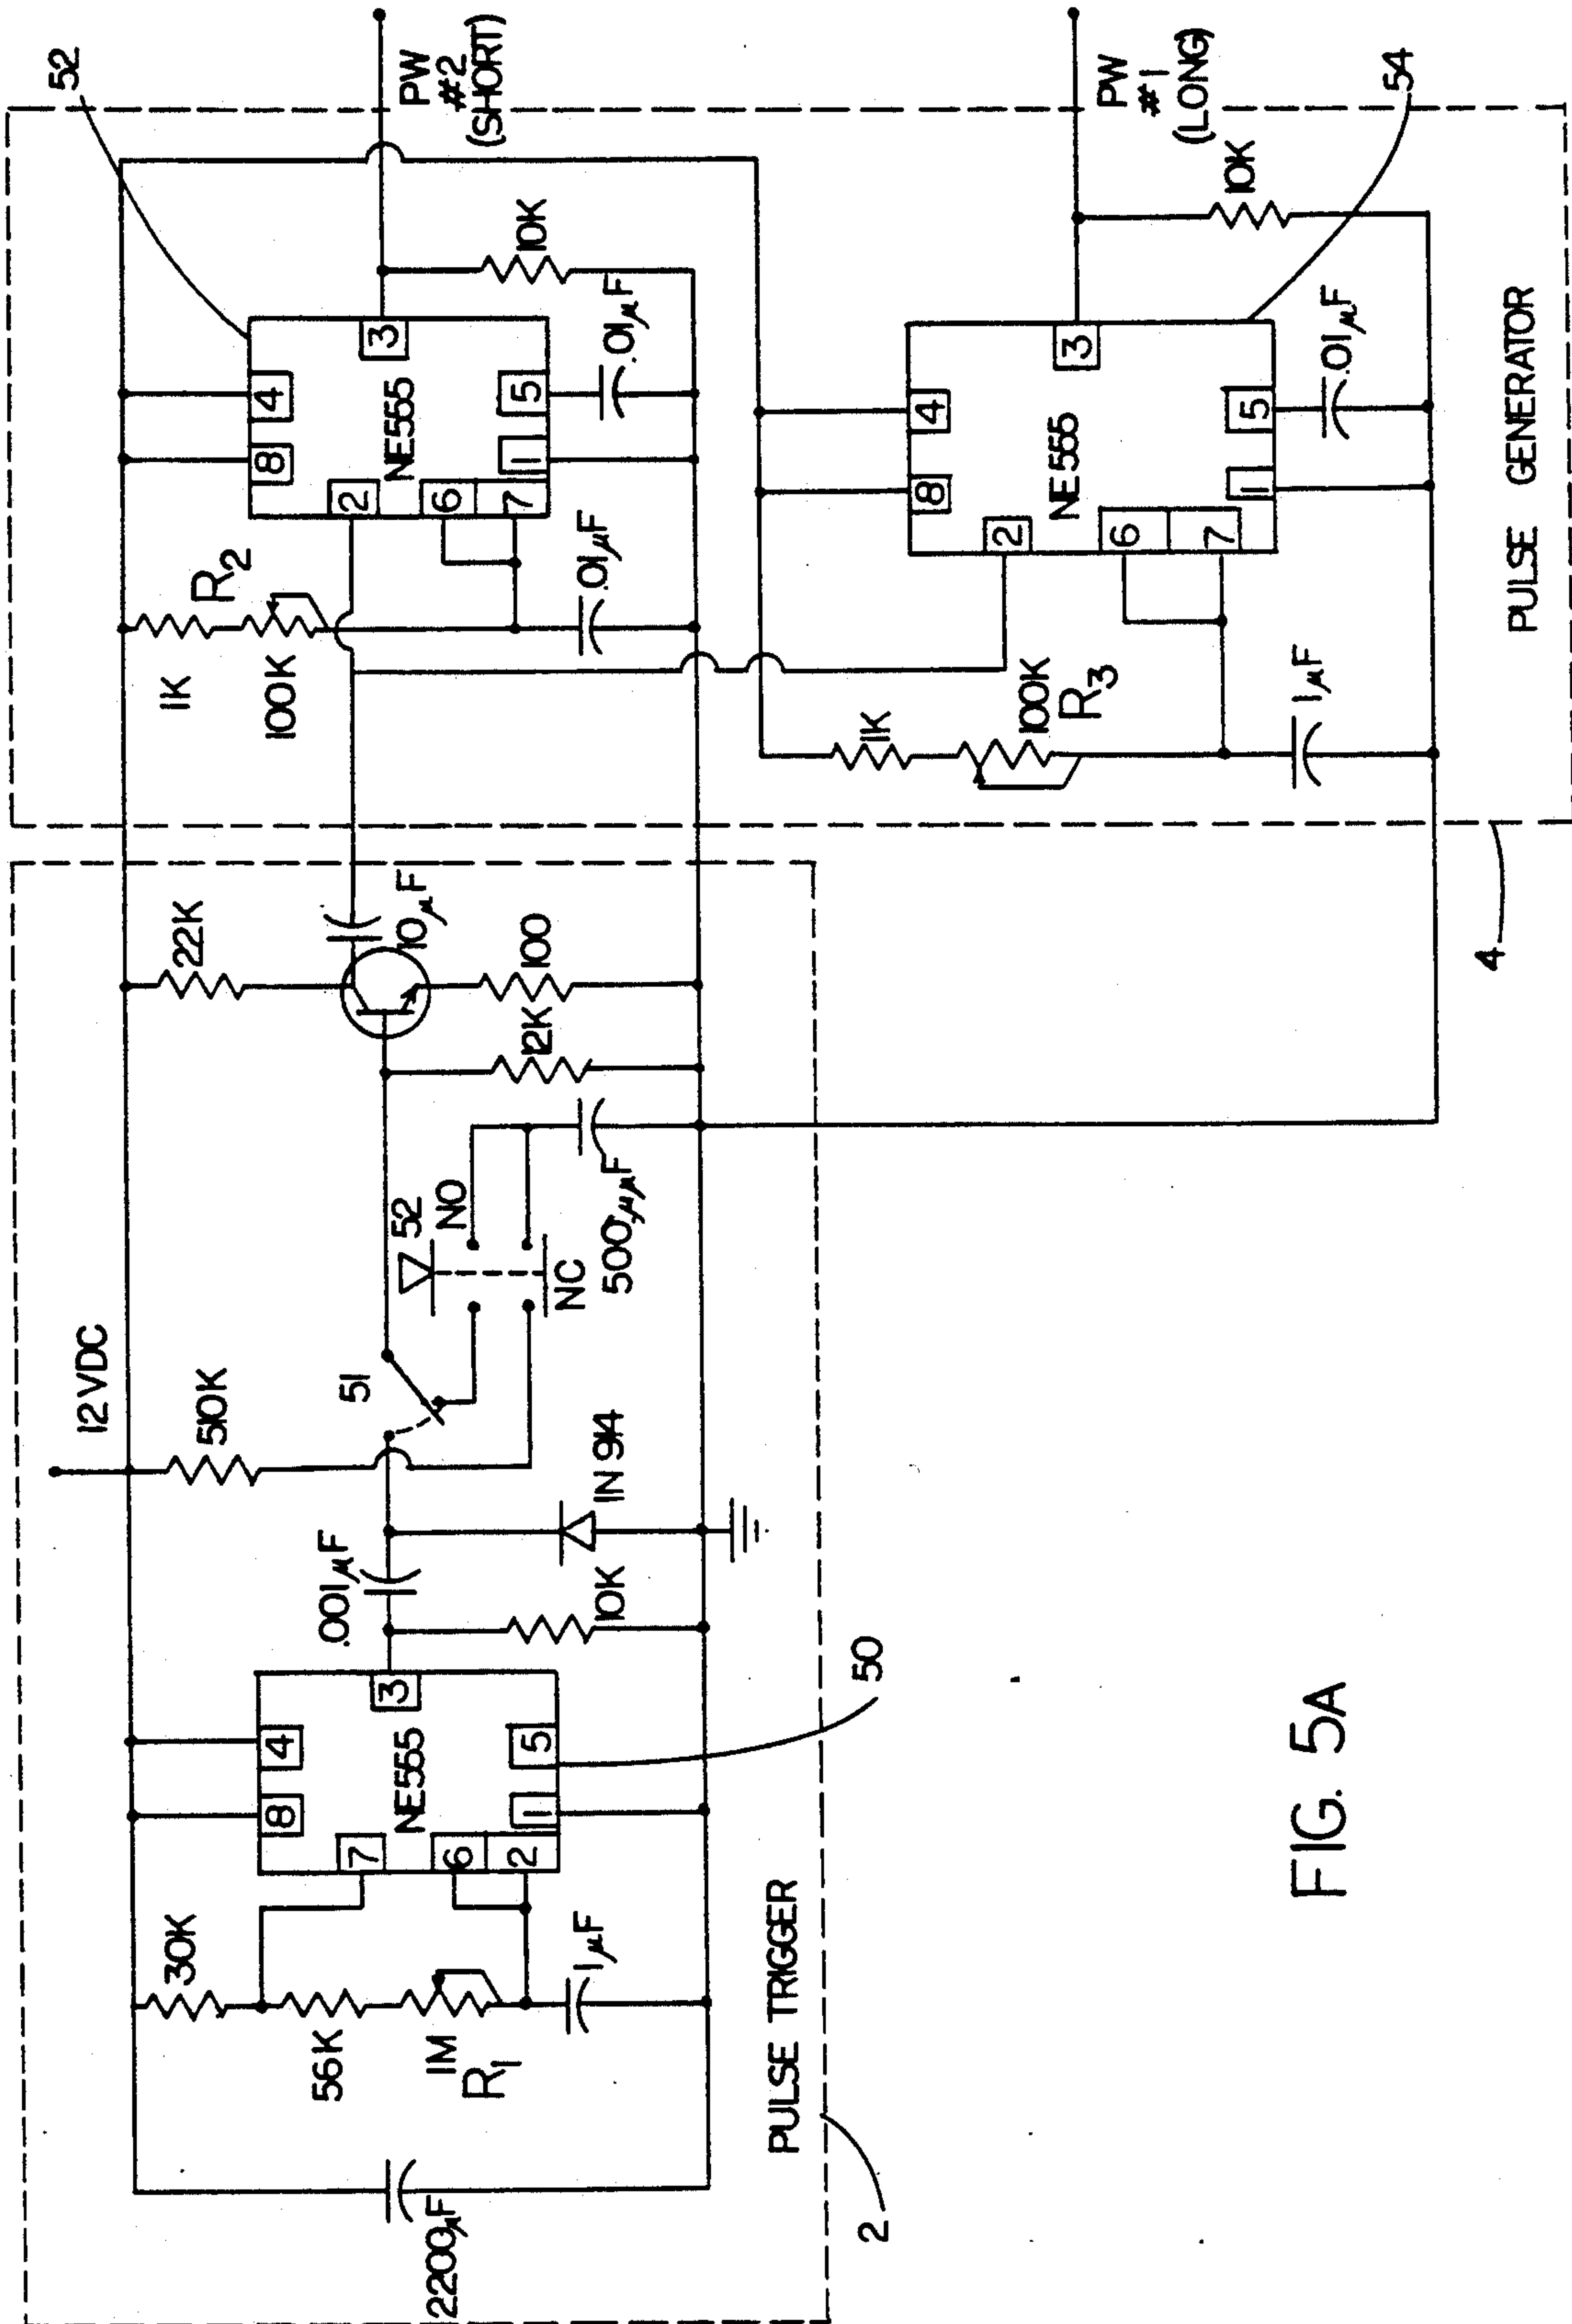 12VDC
52
2200µF
30K
56K
1M
R1
1µF
8
4
7
6
2
1
5
3
NE555
50
.001µF
10K
IN 914
510K
51
52
NO
NC
500µµF
12K
22K
100
10µF
PULSE TRIGGER
2
1K
100K
R2
.01µF
8
4
2
6
7
1
5
3
NE555
.01µF
10K
PW
#2
(SHORT)
1K
100K
R3
1µF
8
4
2
6
7
1
5
3
NE555
.01µF
10K
PW
#1
(LONG)
54
PULSE GENERATOR
4
FIG. 5A